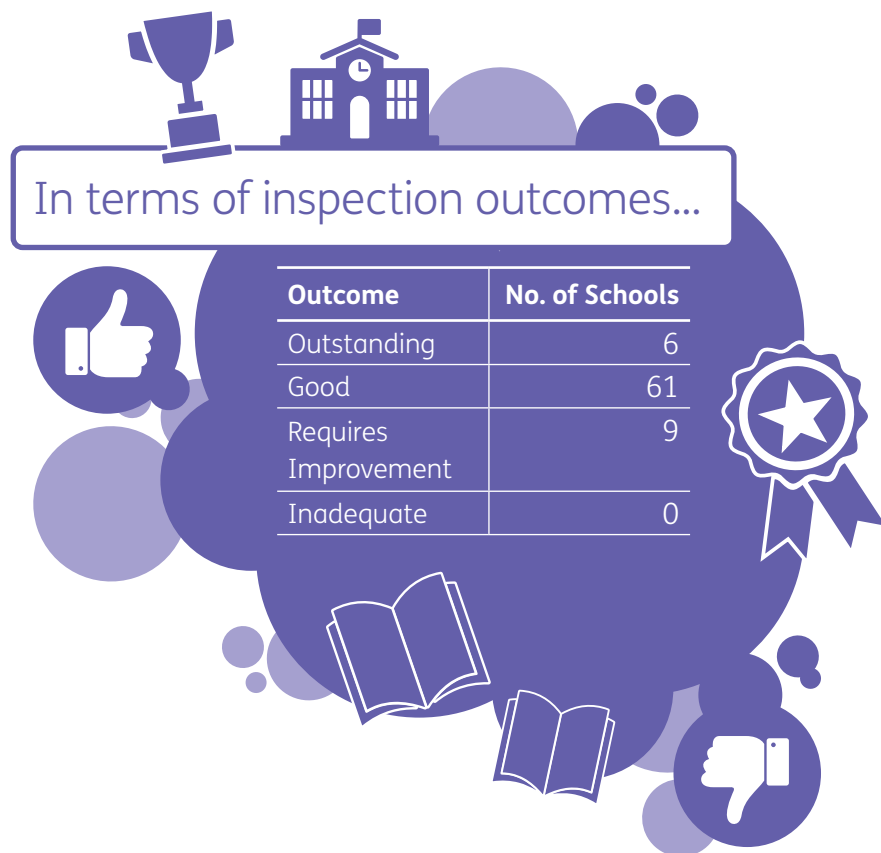 In terms of inspection outcomes...
Outcome No. of Schools
Outstanding 6
Good 61
Requires 9
Improvement
Inadequate 0